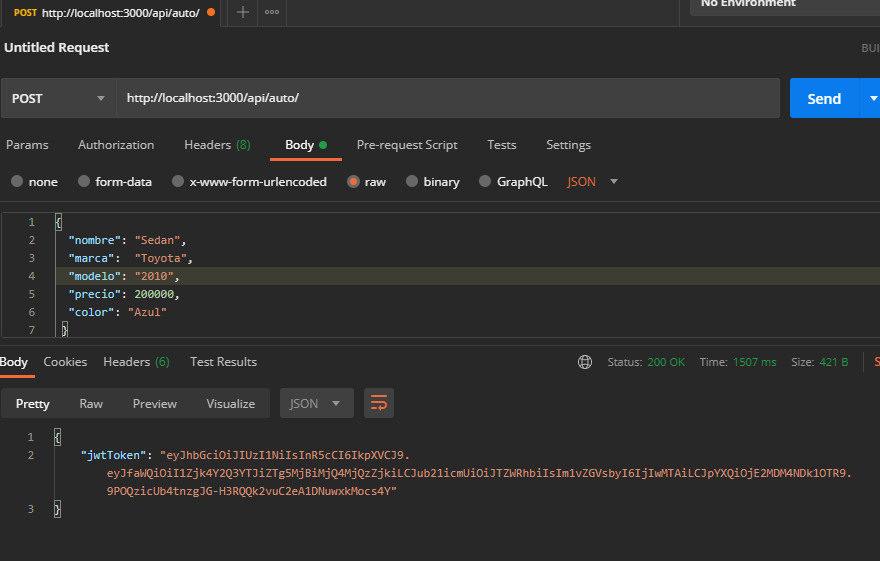 POST http://localhost:3000/api/auto/
No Environment
Untitled Request
BUI
POST http://localhost:3000/api/auto/ Send
Params Authorization Headers (8) Body Pre-request Script Tests Settings
none form-data x-www-form-urlencoded raw binary GraphQL JSON
1 {
2 "nombre": "Sedan",
3 "marca": "Toyota",
4 "modelo": "2010",
5 "precio": 200000,
6 "color": "Azul"
7 }
Body Cookies Headers (6) Test Results Status: 200 OK Time: 1507 ms Size: 421 B S
Pretty Raw Preview Visualize JSON
1 {
2 "jwtToken": "eyJhbGciOiJIUzI1NiIsInR5cCI6IkpXVCJ9.
eyJfaWQiOiI1Zjk4Y2Q3YTJiZTg5MjBiMjQ4MjQzZjkiLCJub21icmUiOiJTZWRhbiIsIm1vZGVsbyI6IjIwMTAiLCJpYXQiOjE2MDM4NDk1OTR9.
9POQzicUb4tnzgJG-H3RQQk2vuC2eA1DNuwxkMocs4Y"
3 }